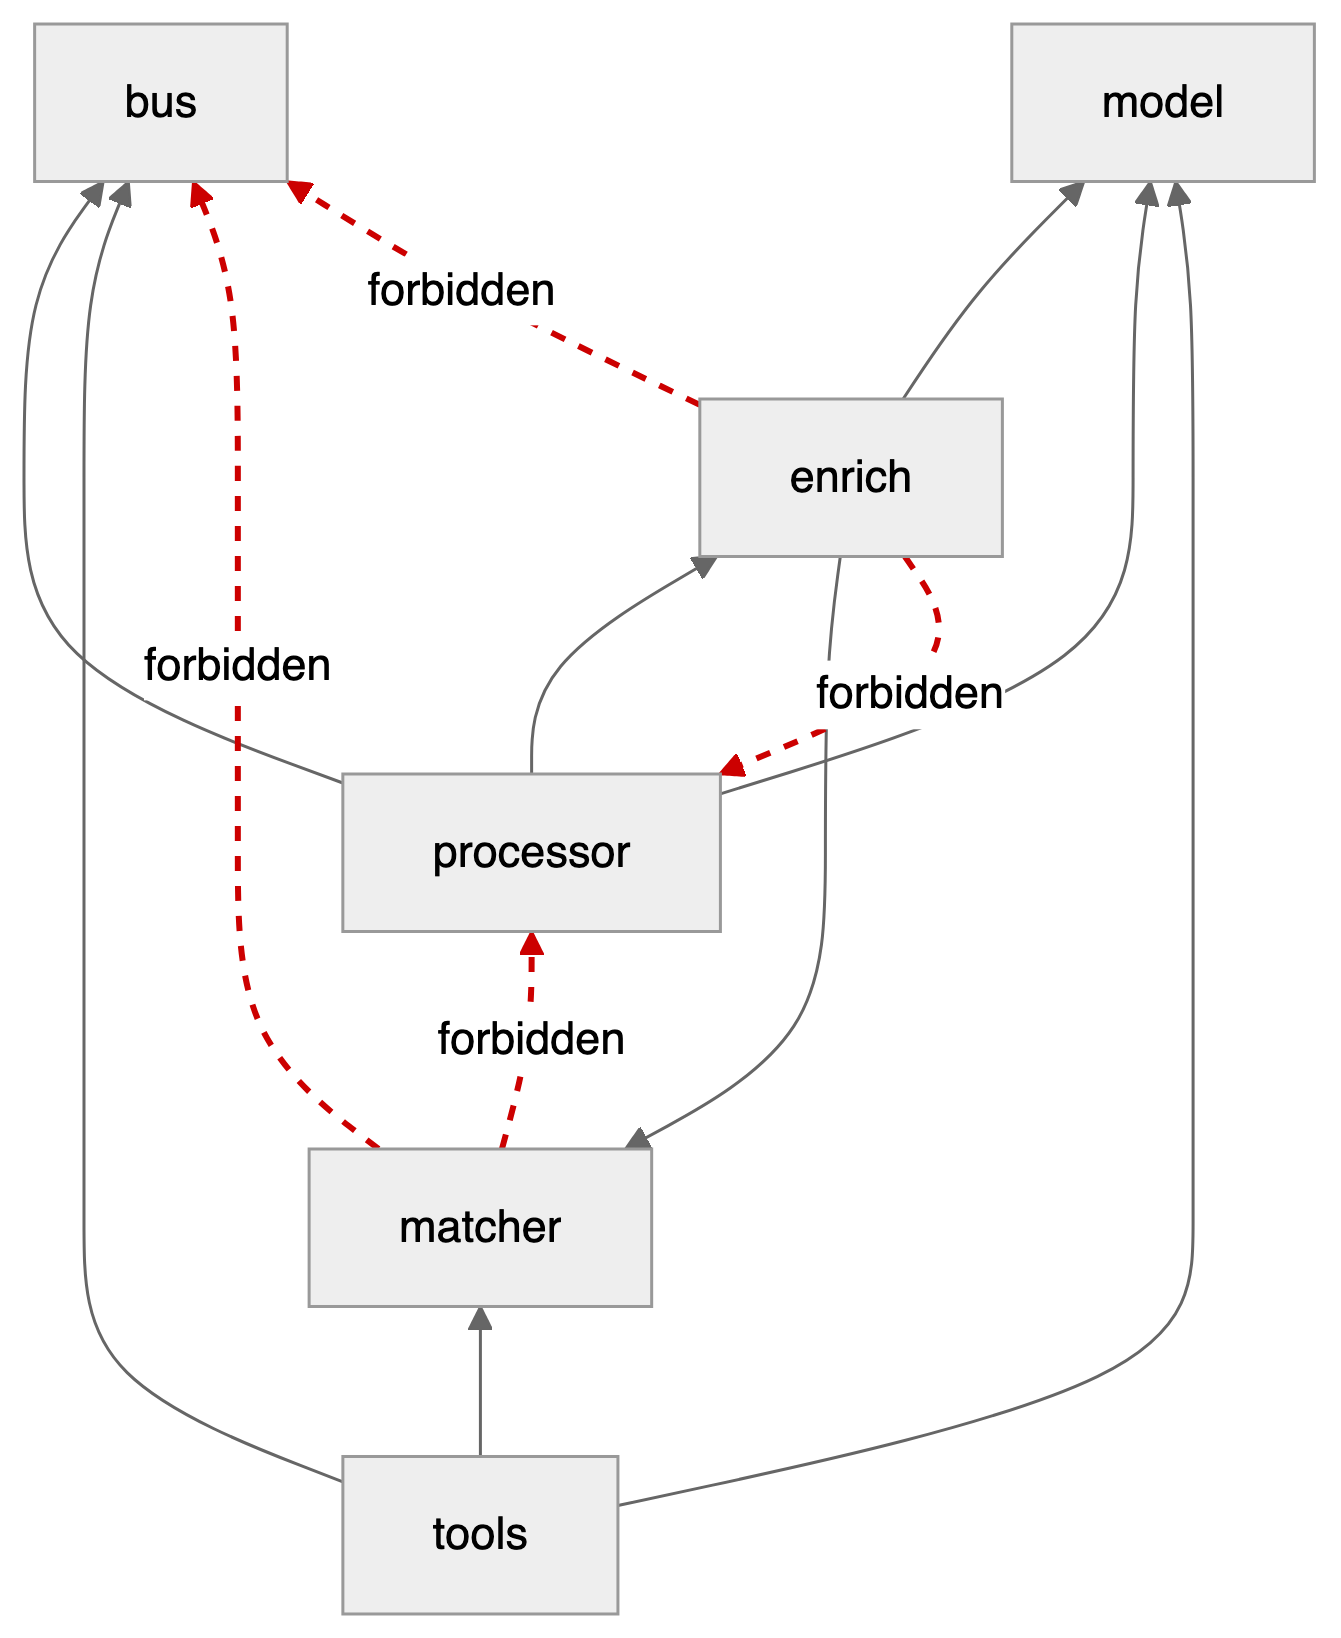 bus
model
forbidden
enrich
forbidden
forbidden
processor
forbidden
matcher
tools